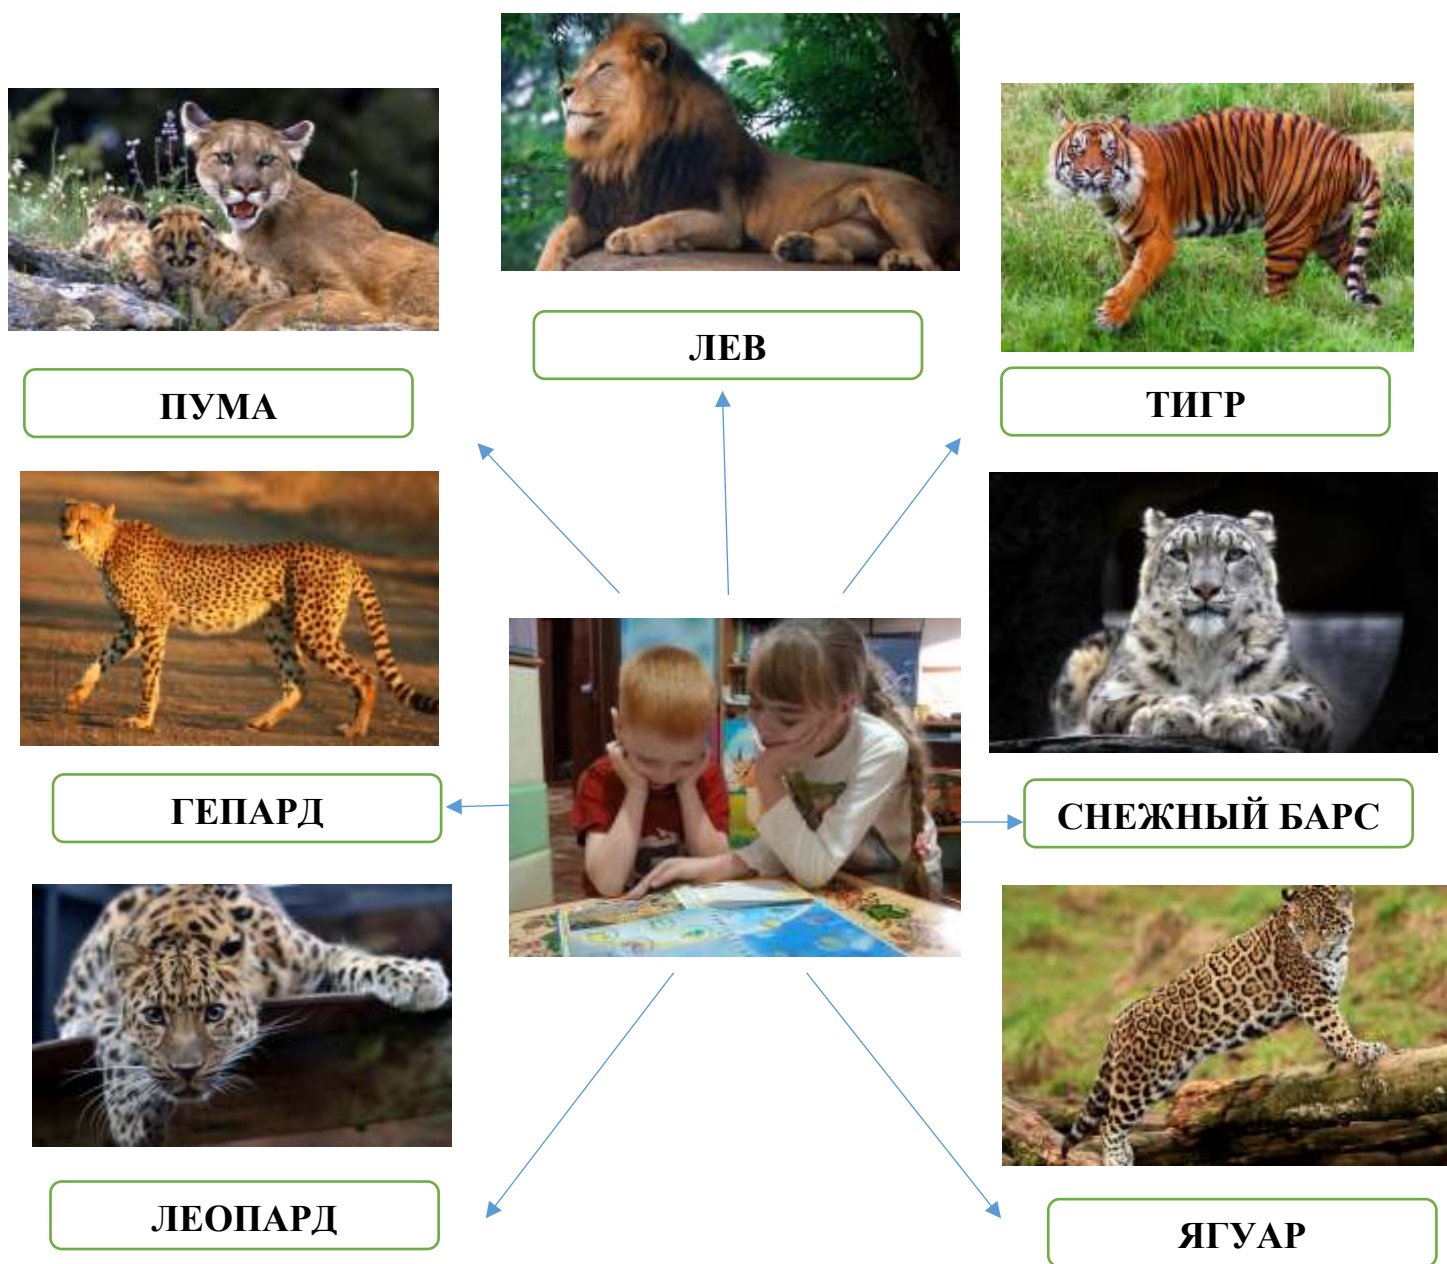 ЛЕВ
ПУМА
ТИГР
ГЕПАРД
СНЕЖНЫЙ БАРС
ЛЕОПАРД
ЯГУАР